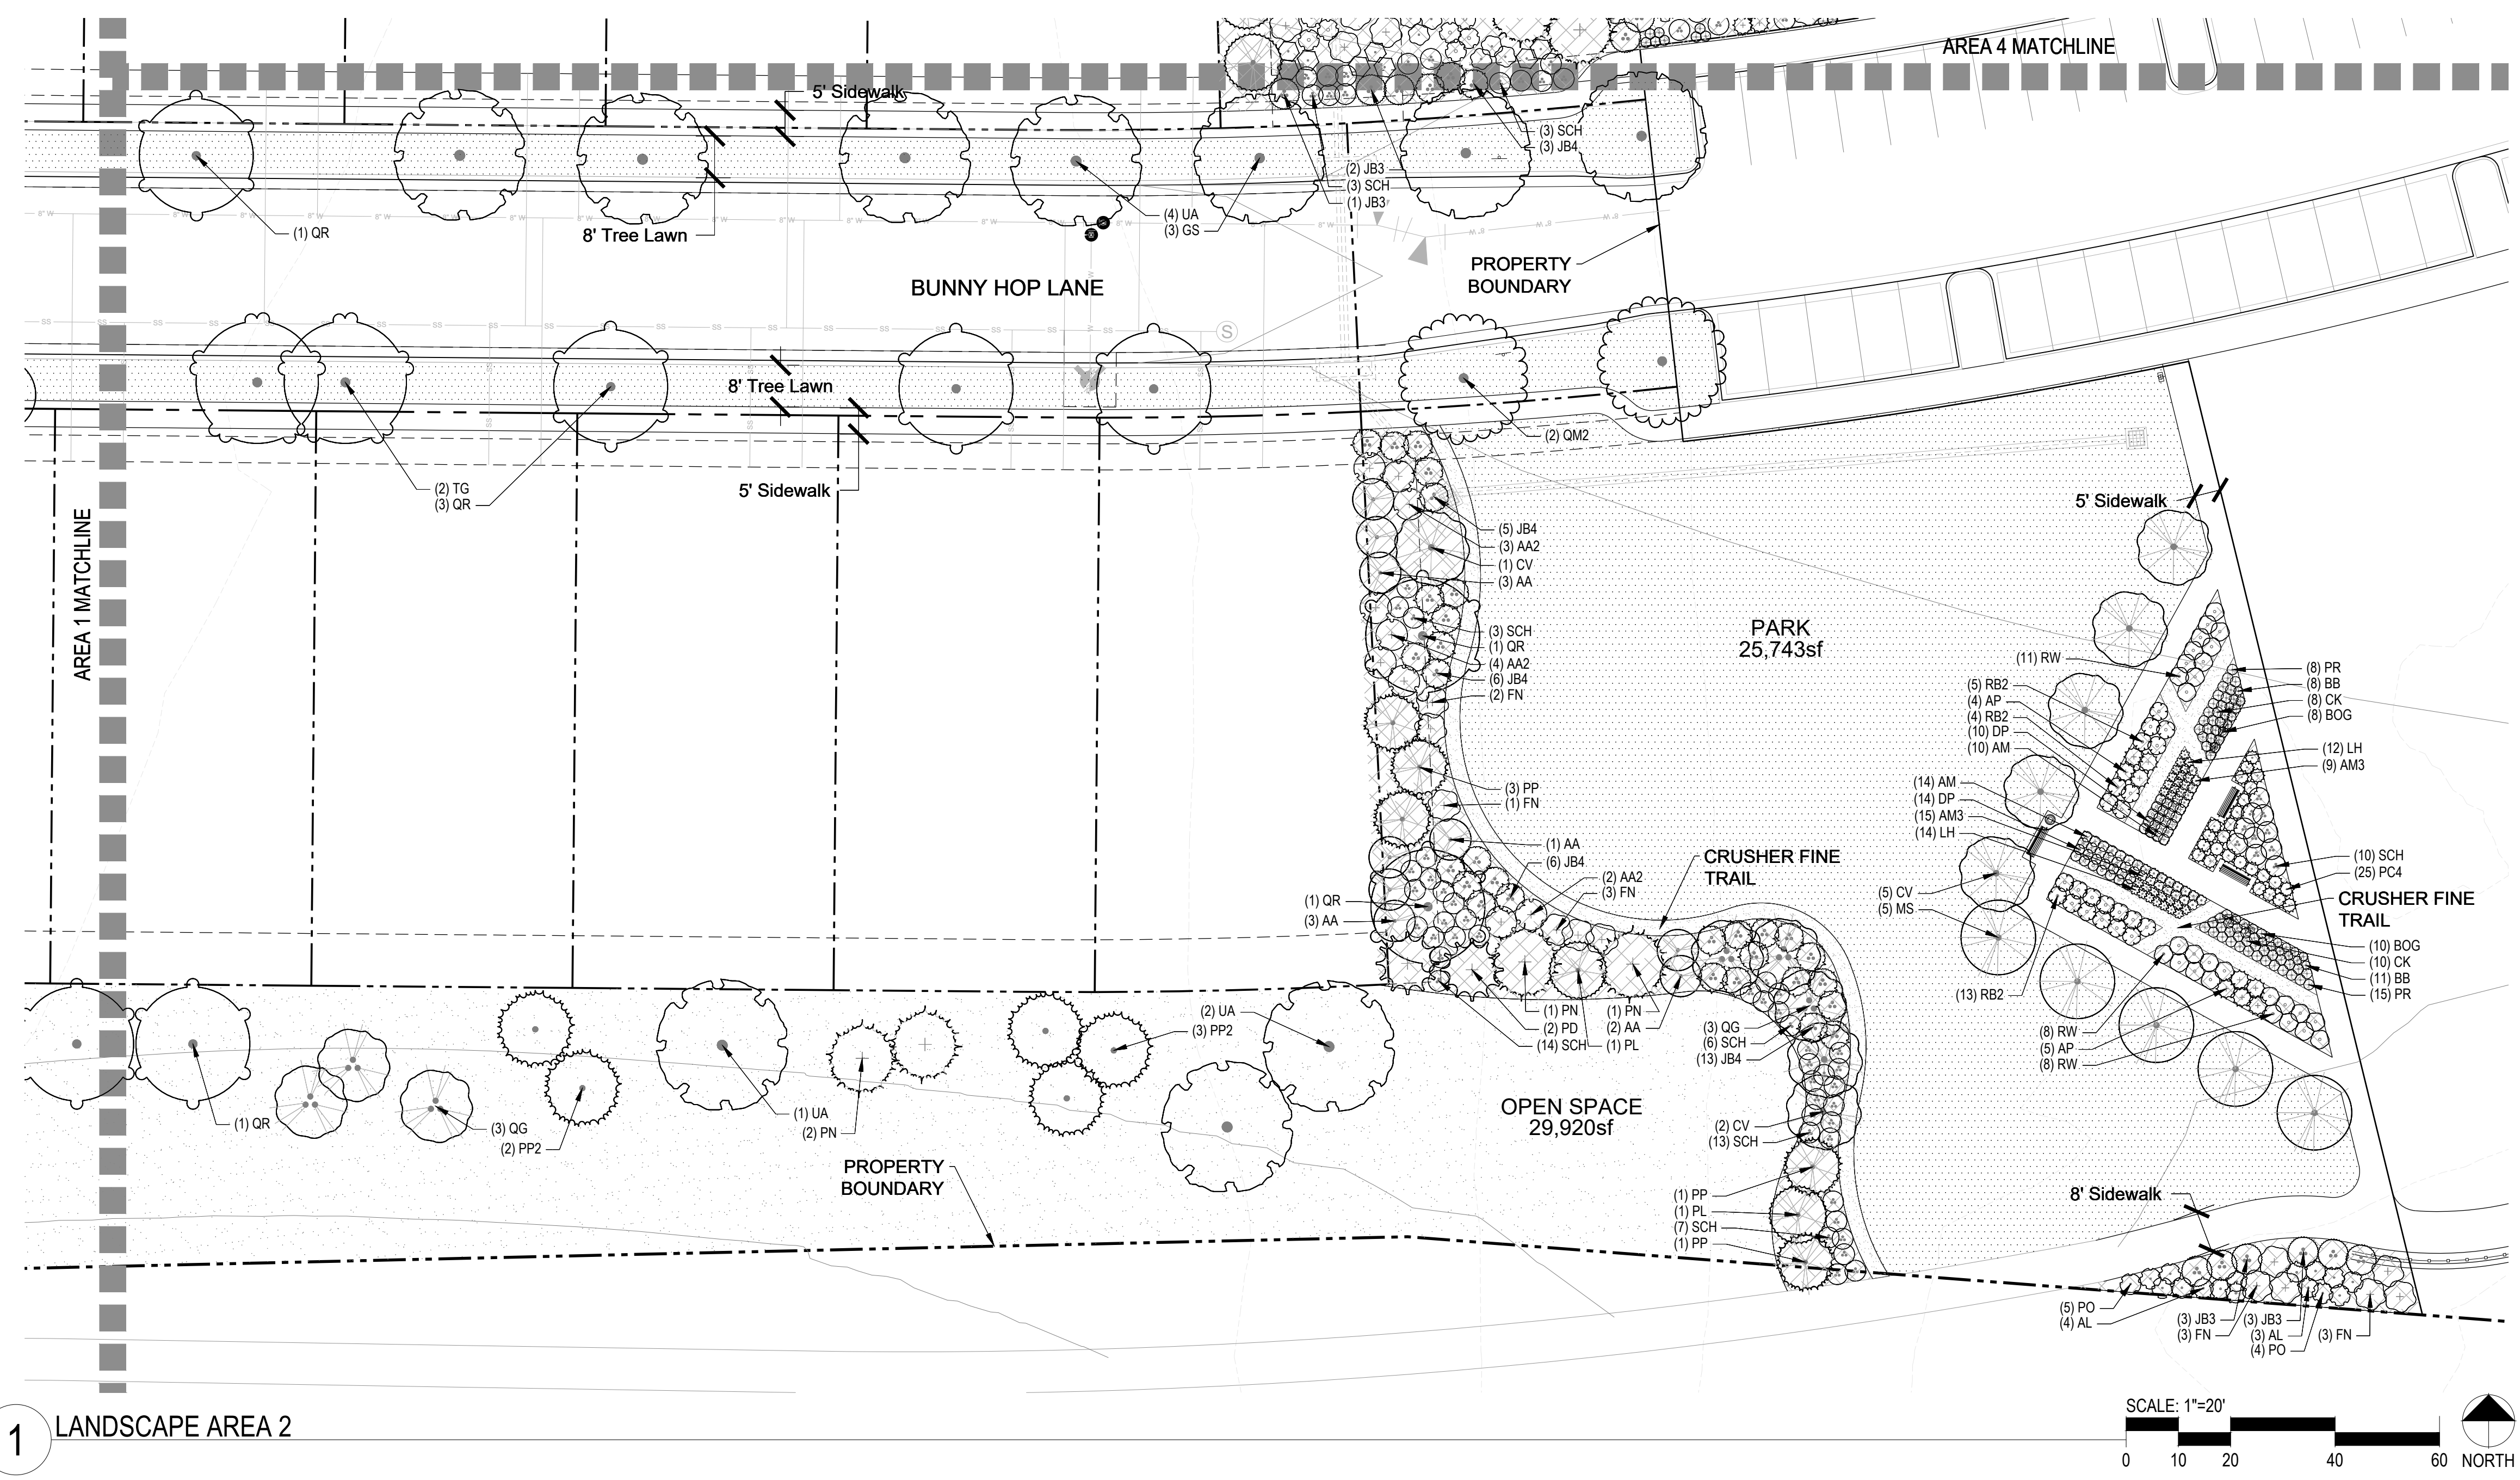 AREA 4 MATCHLINE
5' Sidewalk
(3) SCH
(3) JB4
(2) JB3
(3) SCH
(1) JB3
(4) UA
(3) GS
(1) QR
8' Tree Lawn
8" W
BUNNY HOP LANE
PROPERTY
BOUNDARY
SS
S
8' Tree Lawn
(2) QM2
(2) TG
(3) QR
5' Sidewalk
5' Sidewalk
AREA 1 MATCHLINE
(5) JB4
(3) AA2
(1) CV
(3) AA
(3) SCH
(1) QR
(4) AA2
(6) JB4
(2) FN
PARK
25,743sf
(11) RW
(5) RB2
(4) AP
(4) RB2
(10) DP
(10) AM
(8) PR
(8) BB
(8) CK
(8) BOG
(12) LH
(9) AM3
(14) AM
(14) DP
(15) AM3
(14) LH
(3) PP
(1) FN
(1) AA
(6) JB4
(2) AA2
(3) FN
CRUSHER FINE
TRAIL
(10) SCH
(25) PC4
CRUSHER FINE
TRAIL
(5) CV
(5) MS
(1) QR
(3) AA
(10) BOG
(10) CK
(11) BB
(15) PR
(13) RB2
(8) RW
(5) AP
(8) RW
(1) PN
(2) PD
(14) SCH
(1) PN
(2) AA
(1) PL
(3) QG
(6) SCH
(13) JB4
(2) UA
(3) PP2
(1) QR
(3) QG
(2) PP2
(1) UA
(2) PN
OPEN SPACE
29,920sf
(2) CV
(13) SCH
PROPERTY
BOUNDARY
(1) PP
(1) PL
(7) SCH
(1) PP
8' Sidewalk
(5) PO
(4) AL
(3) JB3
(3) FN
(3) JB3
(3) AL
(4) PO
(3) FN
1
LANDSCAPE AREA 2
SCALE: 1"=20'
0 10 20 40 60
NORTH